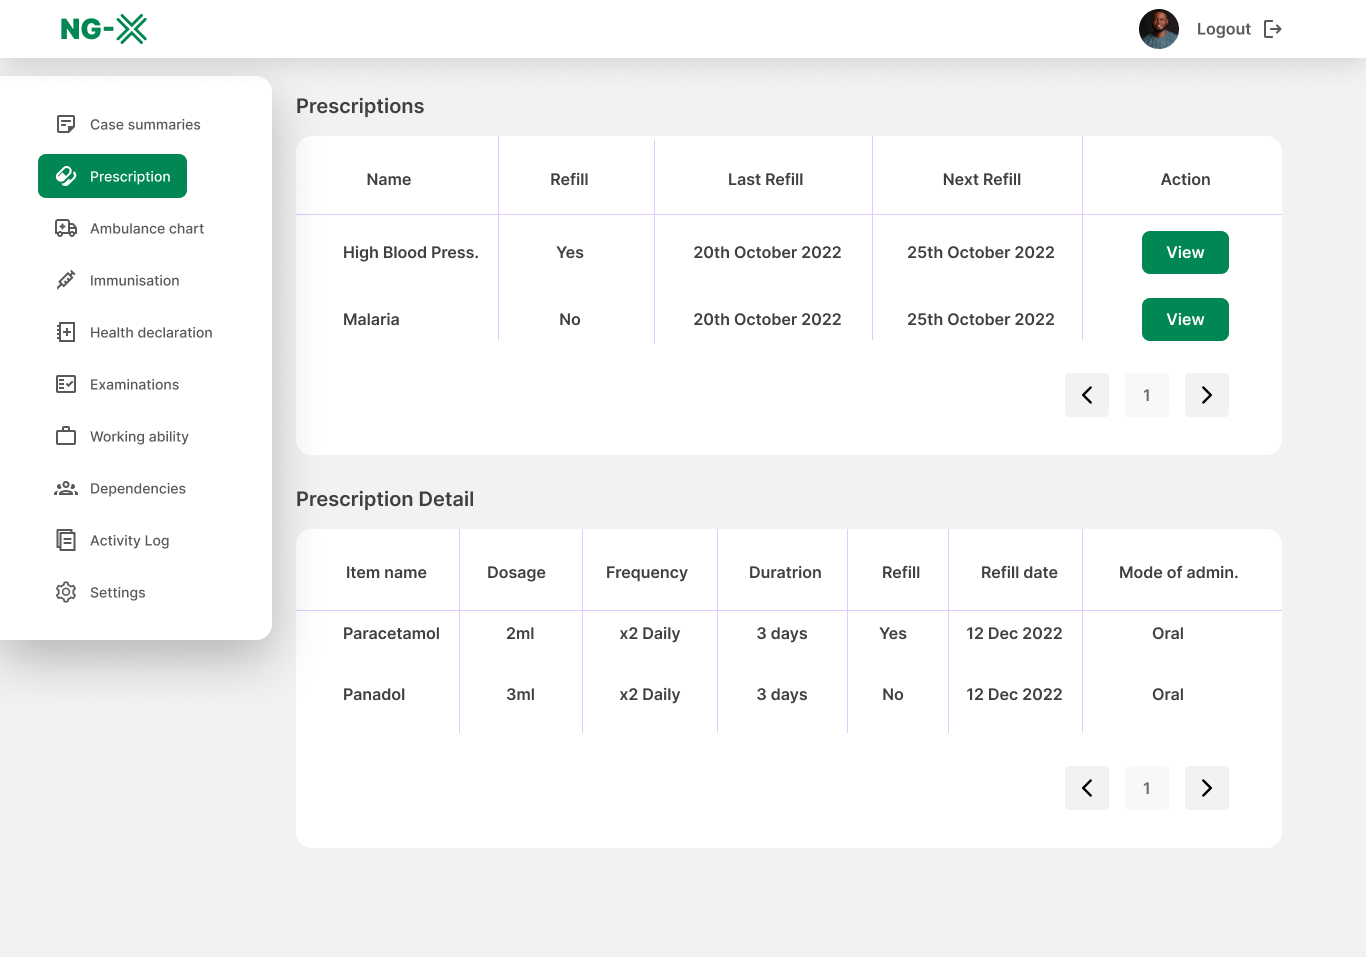 NG-X
Logout
Case summaries
Prescription
Ambulance chart
Immunisation
Health declaration
Examinations
Working ability
Dependencies
Activity Log
Settings
Prescriptions
Name Refill Last Refill Next Refill Action
High Blood Press. Yes 20th October 2022 25th October 2022 View
Malaria No 20th October 2022 25th October 2022 View
1
Prescription Detail
Item name Dosage Frequency Duratrion Refill Refill date Mode of admin.
Paracetamol 2ml x2 Daily 3 days Yes 12 Dec 2022 Oral
Panadol 3ml x2 Daily 3 days No 12 Dec 2022 Oral
1